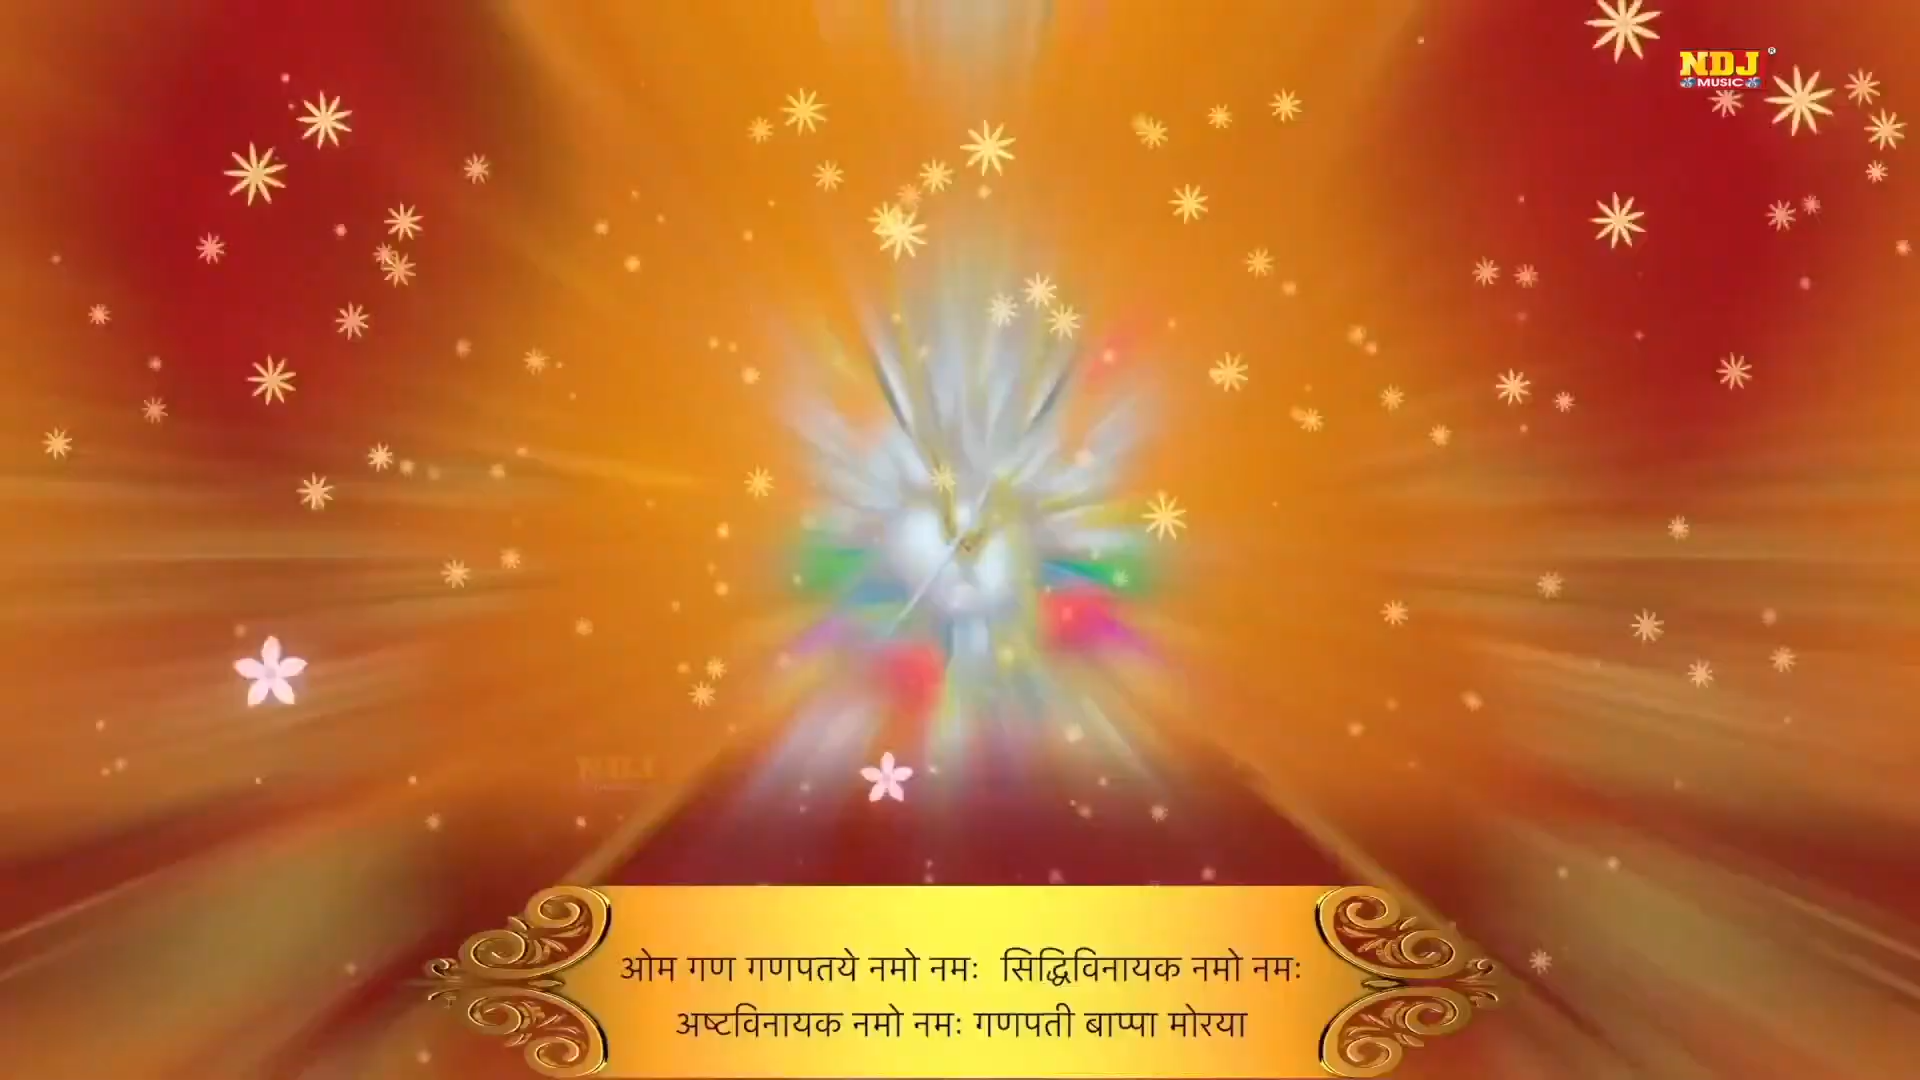 NDJ
MUSIC
ओम गण गणपतये नमो नमः सिद्धिविनायक नमो नमः
अष्टविनायक नमो नमः गणपती बाप्पा मोरया